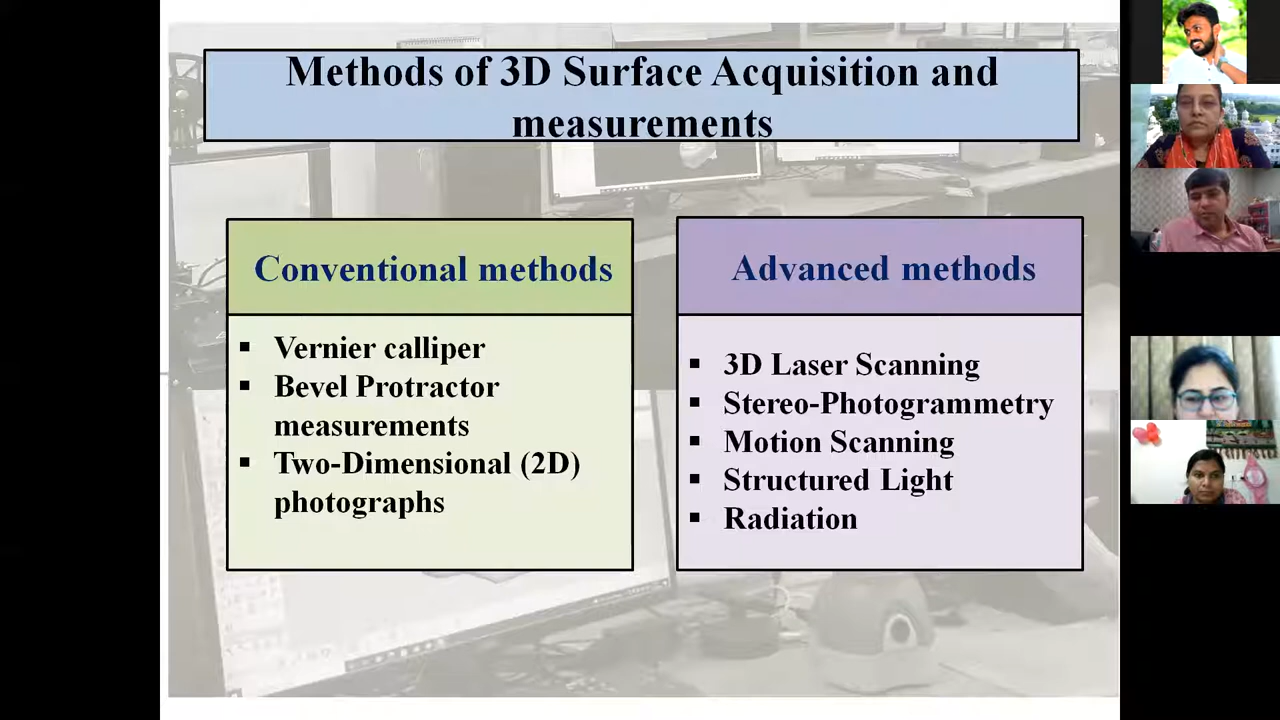 Methods of 3D Surface Acquisition and
measurements
Conventional methods
▪ Vernier calliper
▪ Bevel Protractor
measurements
▪ Two-Dimensional (2D)
photographs
Advanced methods
▪ 3D Laser Scanning
▪ Stereo-Photogrammetry
▪ Motion Scanning
▪ Structured Light
▪ Radiation